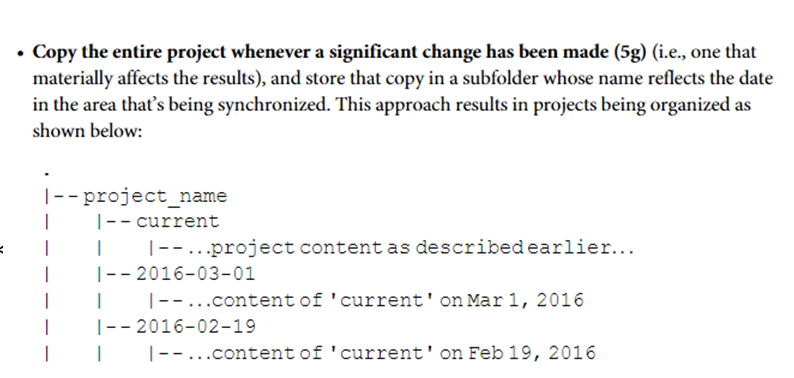 • Copy the entire project whenever a significant change has been made (5g) (i.e., one that
materially affects the results), and store that copy in a subfolder whose name reflects the date
in the area that’s being synchronized. This approach results in projects being organized as
shown below:
.
|--project_name
|   |--current
|   |   |--...project content as described earlier...
|   |--2016-03-01
|   |   |--...content of 'current' on Mar 1, 2016
|   |--2016-02-19
|   |   |--...content of 'current' on Feb 19, 2016